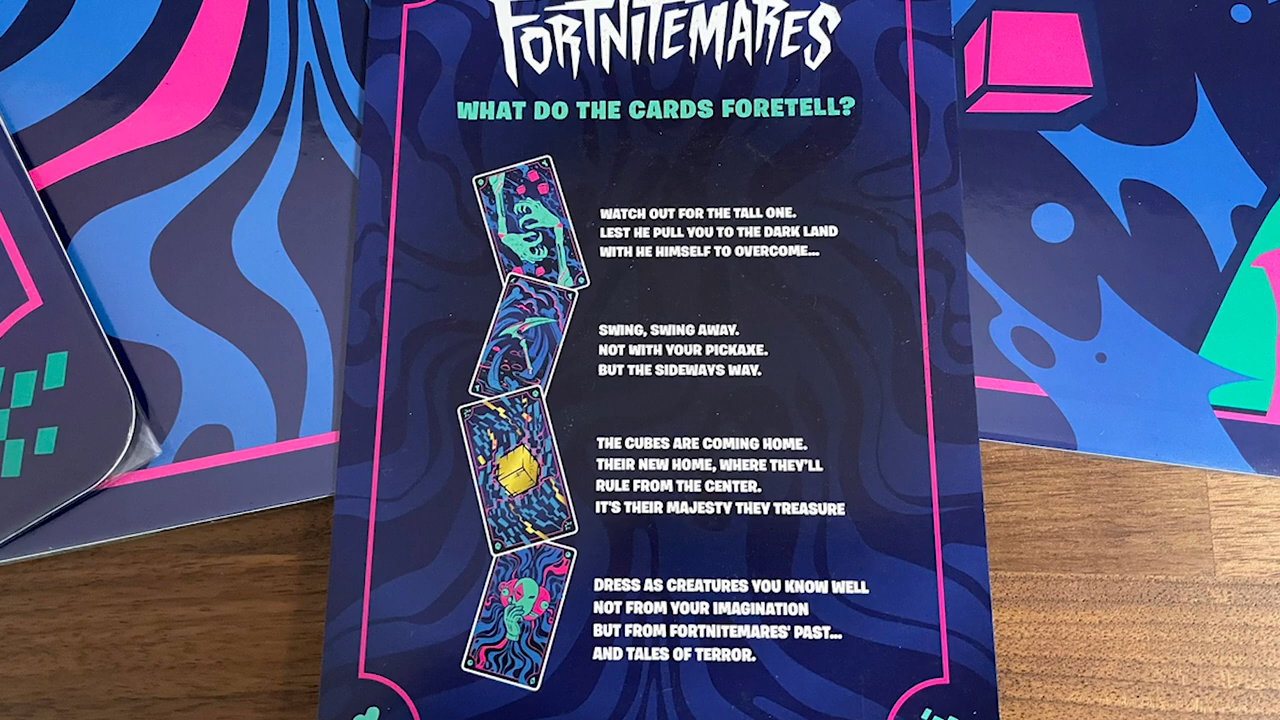 FORTNITEMARES
WHAT DO THE CARDS FORETELL?
WATCH OUT FOR THE TALL ONE.
LEST HE PULL YOU TO THE DARK LAND
WITH HE HIMSELF TO OVERCOME...
SWING, SWING AWAY.
NOT WITH YOUR PICKAXE.
BUT THE SIDEWAYS WAY.
THE CUBES ARE COMING HOME.
THEIR NEW HOME, WHERE THEY'LL
RULE FROM THE CENTER.
IT'S THEIR MAJESTY THEY TREASURE
DRESS AS CREATURES YOU KNOW WELL
NOT FROM YOUR IMAGINATION
BUT FROM FORTNITEMARES' PAST...
AND TALES OF TERROR.